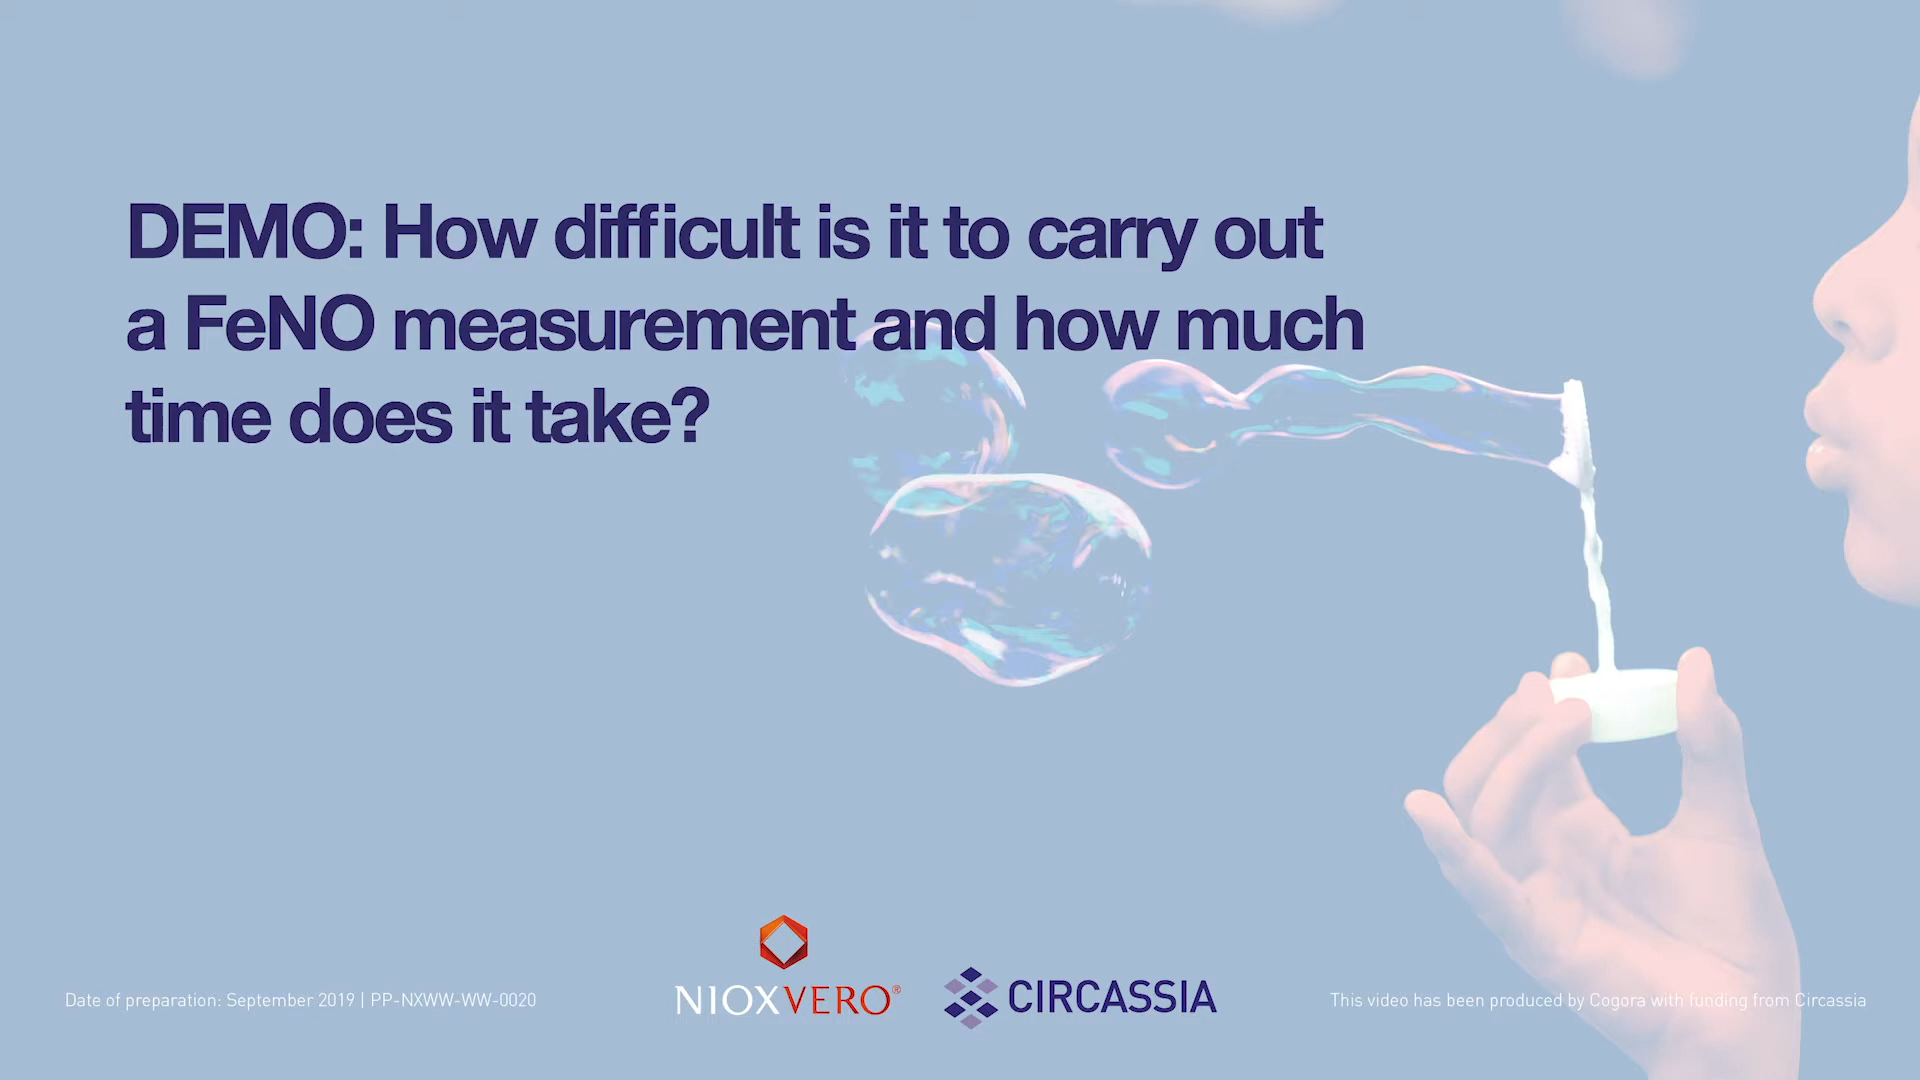 DEMO: How difficult is it to carry out
a FeNO measurement and how much
time does it take?
Date of preparation: September 2019 | PP-NXWW-WW-0020
NIOX VERO®
CIRCASSIA
This video has been produced by Cogora with funding from Circassia